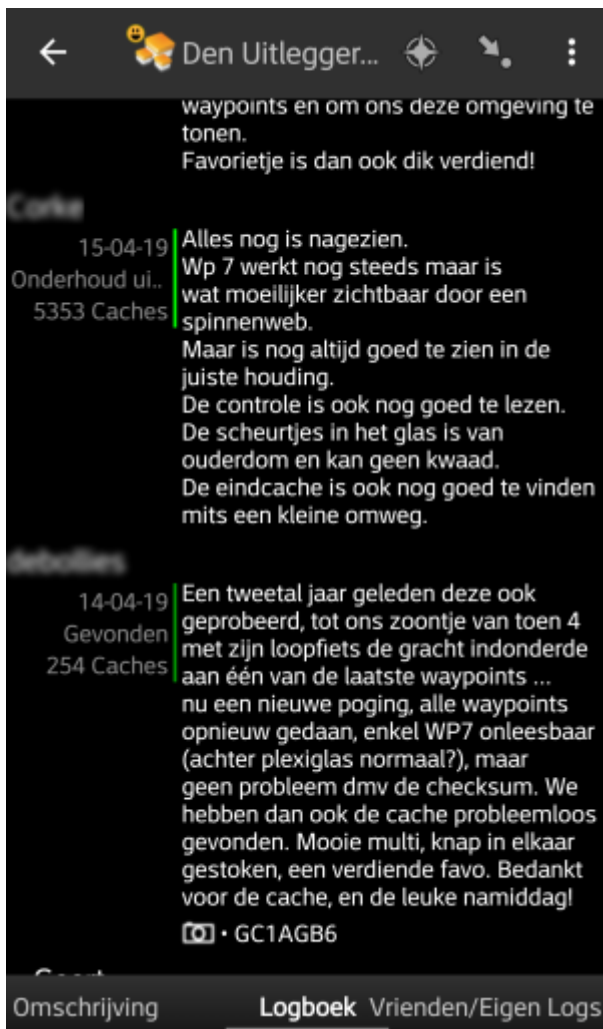 Den Uitlegger...
waypoints en om ons deze omgeving te
tonen.
Favorietje is dan ook dik verdiend!
15-04-19
Onderhoud ui..
5353 Caches
Alles nog is nagezien.
Wp 7 werkt nog steeds maar is
wat moeilijker zichtbaar door een
spinnenweb.
Maar is nog altijd goed te zien in de
juiste houding.
De controle is ook nog goed te lezen.
De scheurtjes in het glas is van
ouderdom en kan geen kwaad.
De eindcache is ook nog goed te vinden
mits een kleine omweg.
14-04-19
Gevonden
254 Caches
Een tweetal jaar geleden deze ook
geprobeerd, tot ons zoontje van toen 4
met zijn loopfiets de gracht indonderde
aan één van de laatste waypoints ...
nu een nieuwe poging, alle waypoints
opnieuw gedaan, enkel WP7 onleesbaar
(achter plexiglas normaal?), maar
geen probleem dmv de checksum. We
hebben dan ook de cache probleemloos
gevonden. Mooie multi, knap in elkaar
gestoken, een verdiende favo. Bedankt
voor de cache, en de leuke namiddag!
• GC1AGB6
Omschrijving
Logboek
Vrienden/Eigen Logs